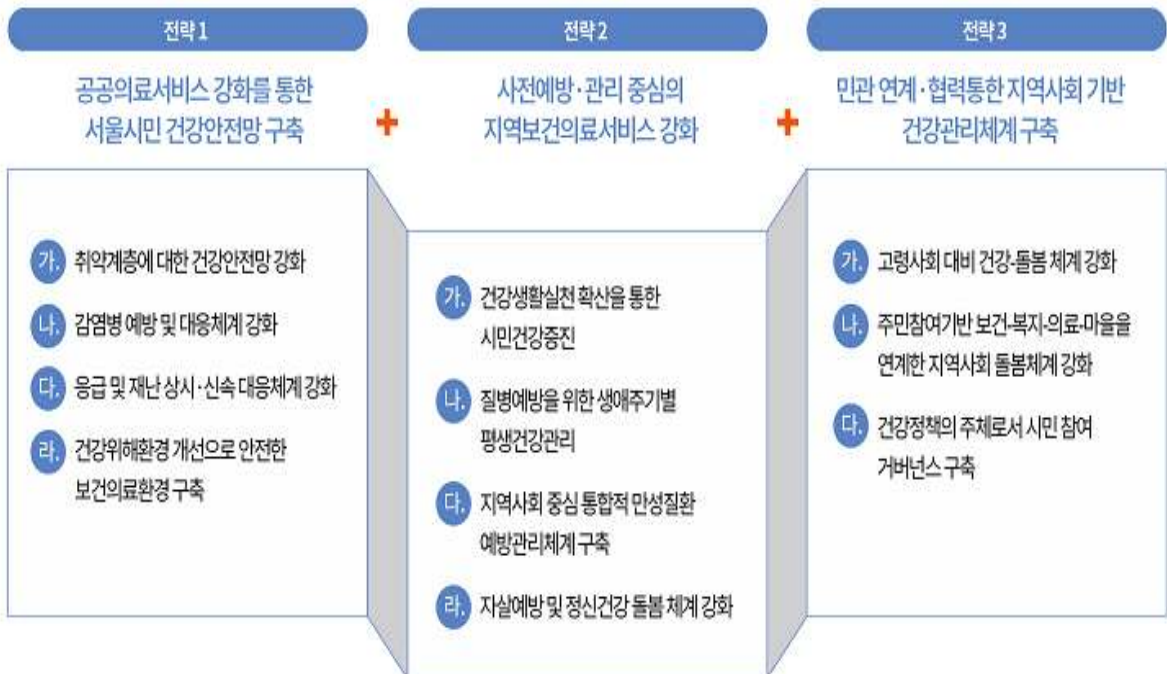 전략 1
공공의료서비스 강화를 통한
서울시민 건강안전망 구축
가. 취약계층에 대한 건강안전망 강화
나. 감염병 예방 및 대응체계 강화
다. 응급 및 재난 상시·신속 대응체계 강화
라. 건강위해환경 개선으로 안전한
보건의료환경 구축
+
전략 2
사전예방·관리 중심의
지역보건의료서비스 강화
가. 건강생활실천 확산을 통한
시민건강증진
나. 질병예방을 위한 생애주기별
평생건강관리
다. 지역사회 중심 통합적 만성질환
예방관리체계 구축
라. 자살예방 및 정신건강 돌봄 체계 강화
+
전략 3
민관 연계·협력통한 지역사회 기반
건강관리체계 구축
가. 고령사회 대비 건강-돌봄 체계 강화
나. 주민참여기반 보건-복지-의료-마을을
연계한 지역사회 돌봄체계 강화
다. 건강정책의 주체로서 시민 참여
거버넌스 구축